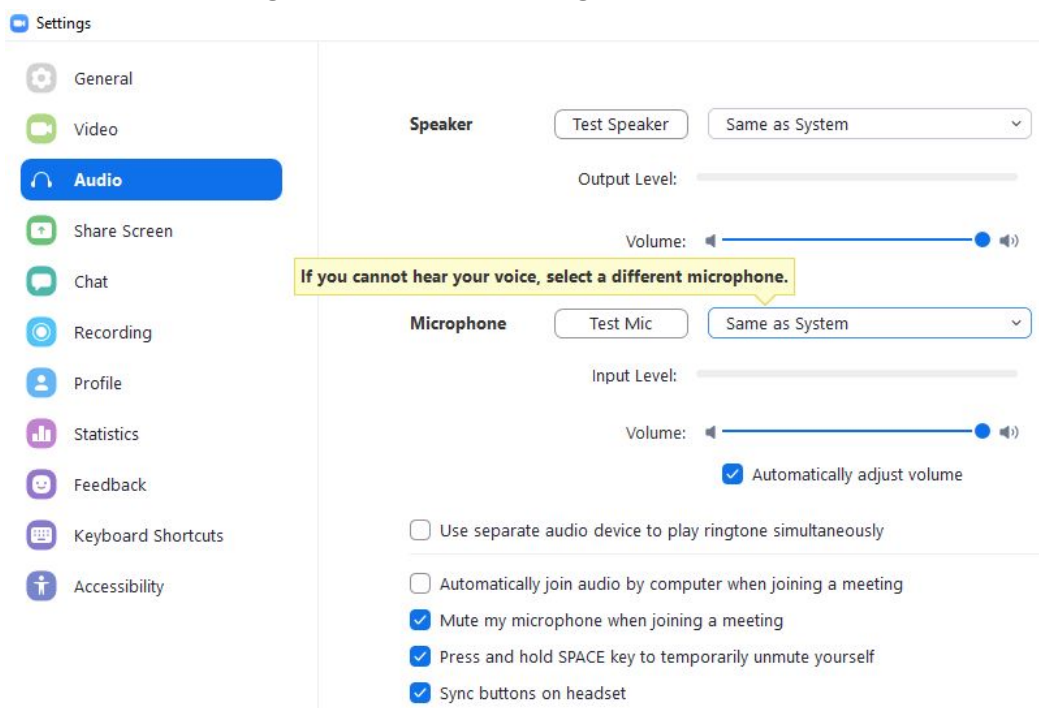 Settings
General
Video
Audio
Share Screen
Chat
Recording
Profile
Statistics
Feedback
Keyboard Shortcuts
Accessibility
Speaker Test Speaker Same as System
Output Level:
Volume:
If you cannot hear your voice, select a different microphone.
Microphone Test Mic Same as System
Input Level:
Volume:
Automatically adjust volume
Use separate audio device to play ringtone simultaneously
Automatically join audio by computer when joining a meeting
Mute my microphone when joining a meeting
Press and hold SPACE key to temporarily unmute yourself
Sync buttons on headset